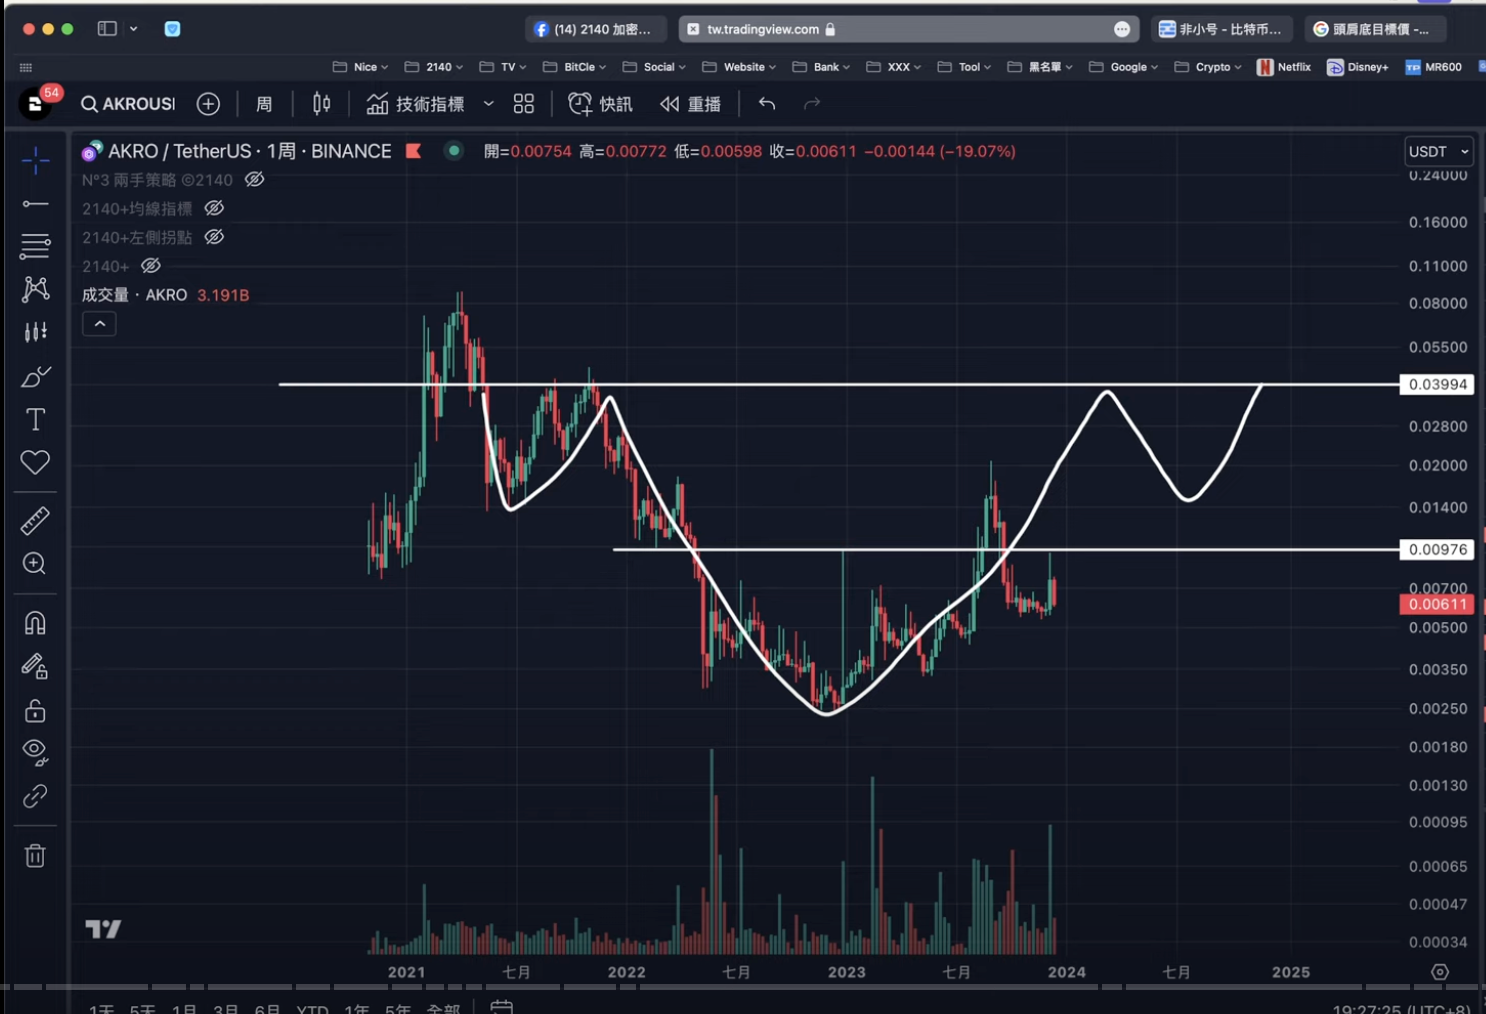 (14) 2140 加密...
tw.tradingview.com
非小号 - 比特币...
頭肩底目標價 -...
Nice
2140
TV
BitCle
Social
Website
Bank
XXX
Tool
黑名單
Google
Crypto
Netflix
Disney+
MR600
54
AKROUS
周
技術指標
快訊
重播
AKRO / TetherUS · 1周 · BINANCE
開=0.00754 高=0.00772 低=0.00598 收=0.00611 −0.00144 (−19.07%)
USDT
Nº3 兩手策略 ©2140
2140+均線指標
2140+左側拐點
2140+
成交量 · AKRO 3.191B
0.24000
0.16000
0.11000
0.08000
0.05500
0.03994
0.02800
0.02000
0.01400
0.00976
0.00700
0.00611
0.00500
0.00350
0.00250
0.00180
0.00130
0.00095
0.00065
0.00047
0.00034
2021
七月
2022
七月
2023
七月
2024
七月
2025
1天 5天 1月 3月 6月 YTD 1年 5年 全部
19:27:25 (UTC+8)